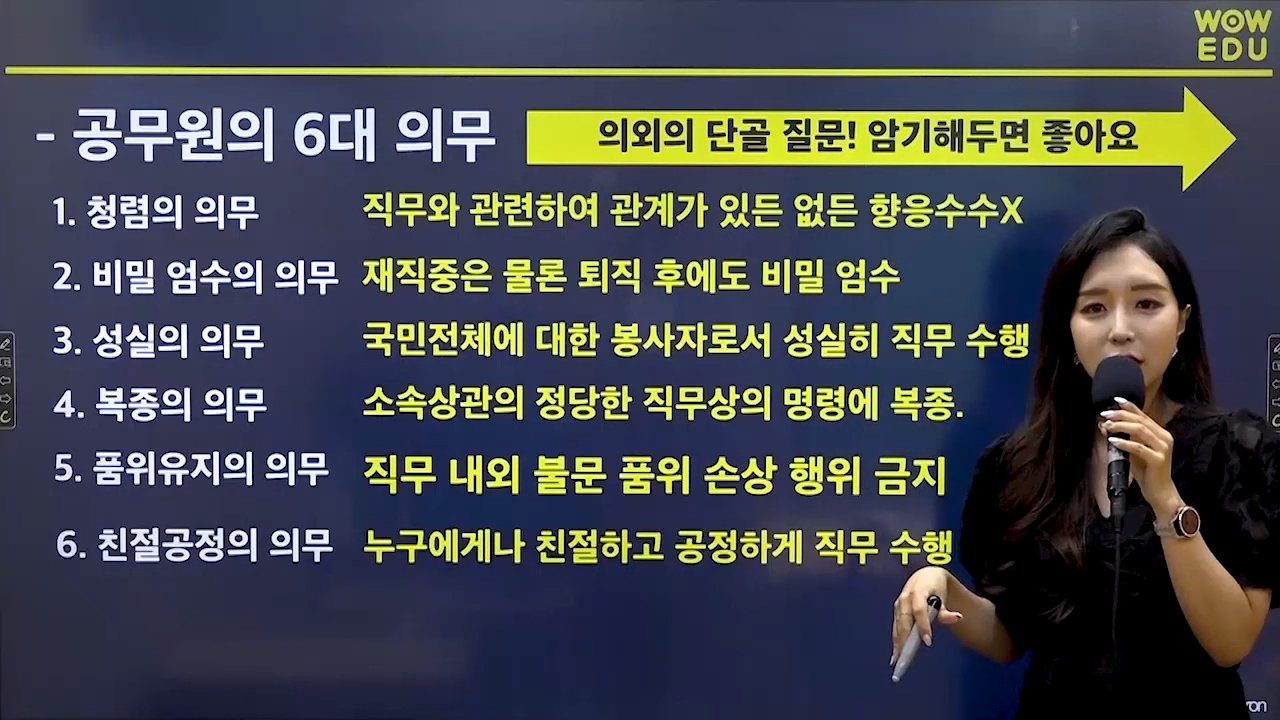 WOW
EDU
- 공무원의 6대 의무
의외의 단골 질문! 암기해두면 좋아요
1. 청렴의 의무 직무와 관련하여 관계가 있든 없든 향응수수X
2. 비밀 엄수의 의무 재직중은 물론 퇴직 후에도 비밀 엄수
3. 성실의 의무 국민전체에 대한 봉사자로서 성실히 직무 수행
4. 복종의 의무 소속상관의 정당한 직무상의 명령에 복종.
5. 품위유지의 의무 직무 내외 불문 품위 손상 행위 금지
6. 친절공정의 의무 누구에게나 친절하고 공정하게 직무 수행